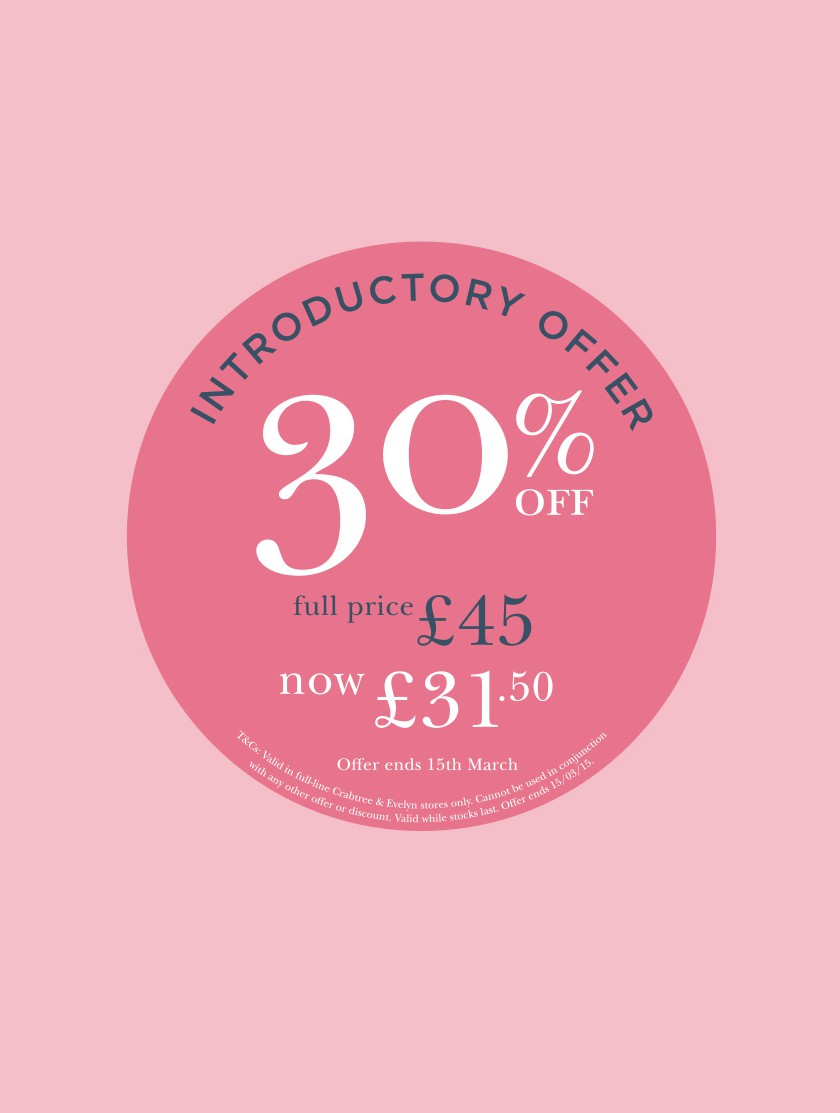 INTRODUCTORY OFFER
30%
OFF
full price £45
now £31.50
Offer ends 15th March
T&Cs: Valid in full-line Crabtree & Evelyn stores only. Cannot be used in conjunction
with any other offer or discount. Valid while stocks last. Offer ends 15/03/15.